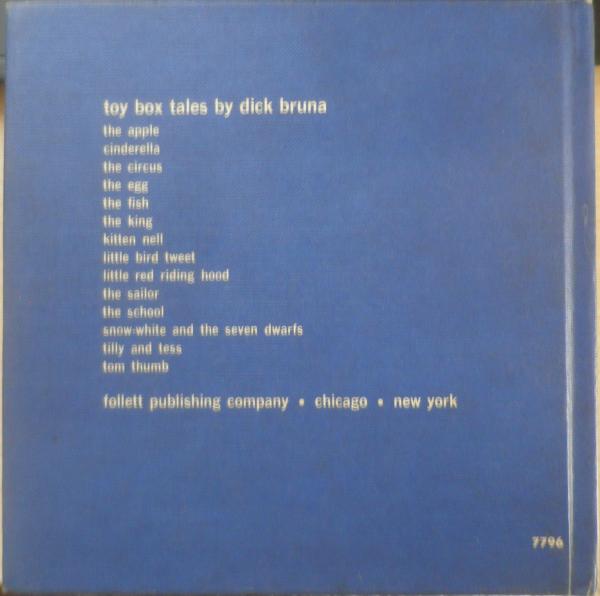 toy box tales by dick bruna
the apple
cinderella
the circus
the egg
the fish
the king
kitten nell
little bird tweet
little red riding hood
the sailor
the school
snow-white and the seven dwarfs
tilly and tess
tom thumb
follett publishing company • chicago • new york
7796